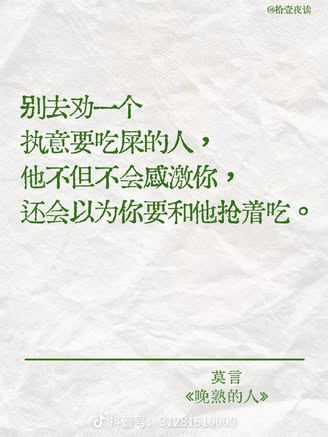 @拾壹夜读
别去劝一个
执意要吃屎的人，
他不但不会感激你，
还会以为你要和他抢着吃。
莫言
《晚熟的人》
抖音号：31281610000